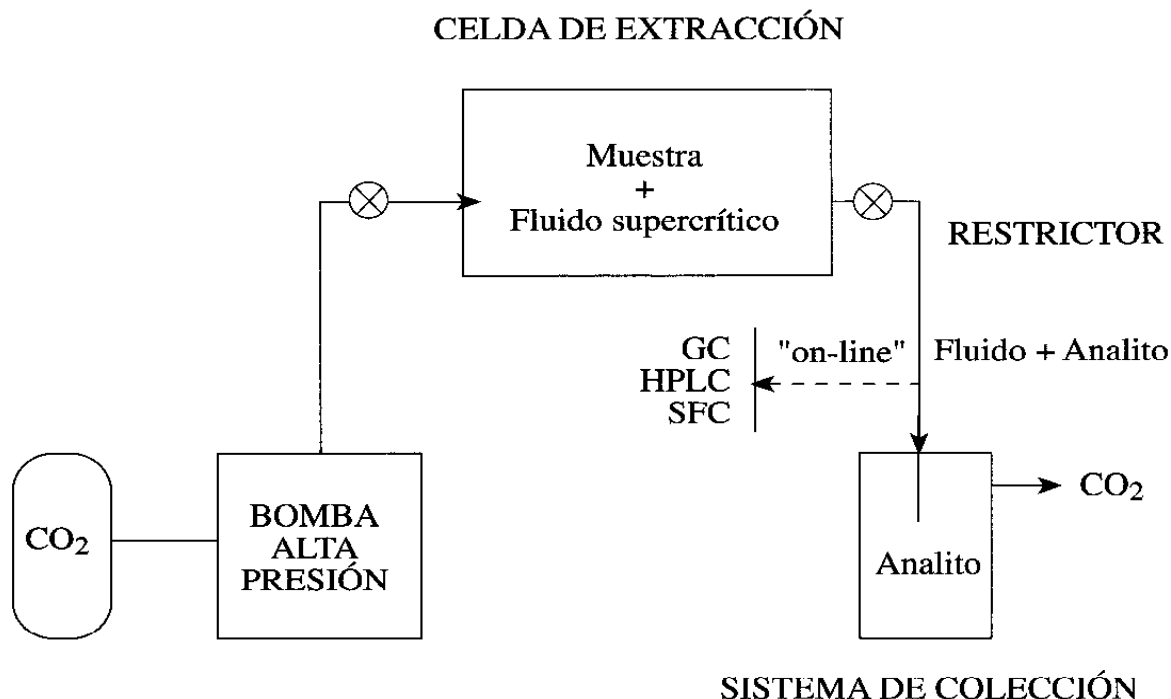 CELDA DE EXTRACCIÓN
Muestra
+
Fluido supercrítico
RESTRICTOR
GC
HPLC
SFC
"on-line"
Fluido + Analito
CO₂
BOMBA
ALTA
PRESIÓN
Analito
CO₂
SISTEMA DE COLECCIÓN